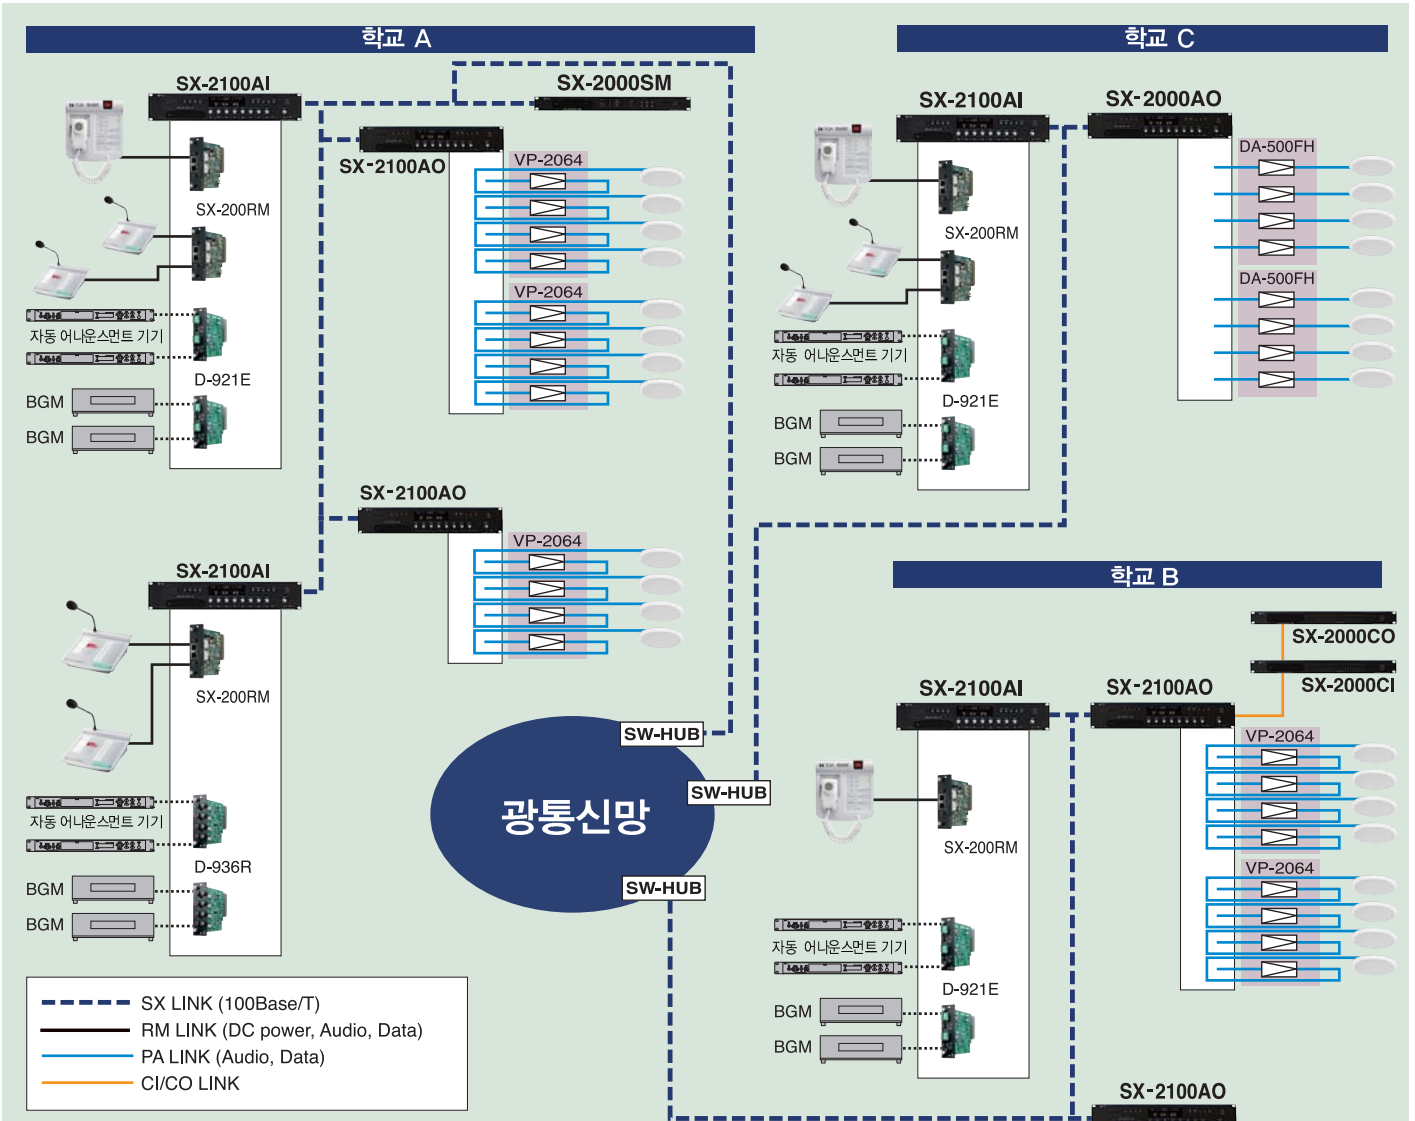 학교 A
SX-2100AI
SX-2000SM
SX-2100AO
VP-2064
SX-200RM
VP-2064
자동 어나운스먼트 기기
D-921E
BGM
BGM
SX-2100AO
VP-2064
SX-2100AI
SX-200RM
자동 어나운스먼트 기기
D-936R
BGM
BGM
학교 C
SX-2100AI
SX-2000AO
DA-500FH
SX-200RM
DA-500FH
자동 어나운스먼트 기기
D-921E
BGM
BGM
학교 B
SX-2000CO
SX-2000CI
SX-2100AI
SX-2100AO
VP-2064
SX-200RM
VP-2064
자동 어나운스먼트 기기
D-921E
BGM
BGM
SX-2100AO
SW-HUB
SW-HUB
광통신망
SW-HUB
SX LINK (100Base/T)
RM LINK (DC power, Audio, Data)
PA LINK (Audio, Data)
CI/CO LINK